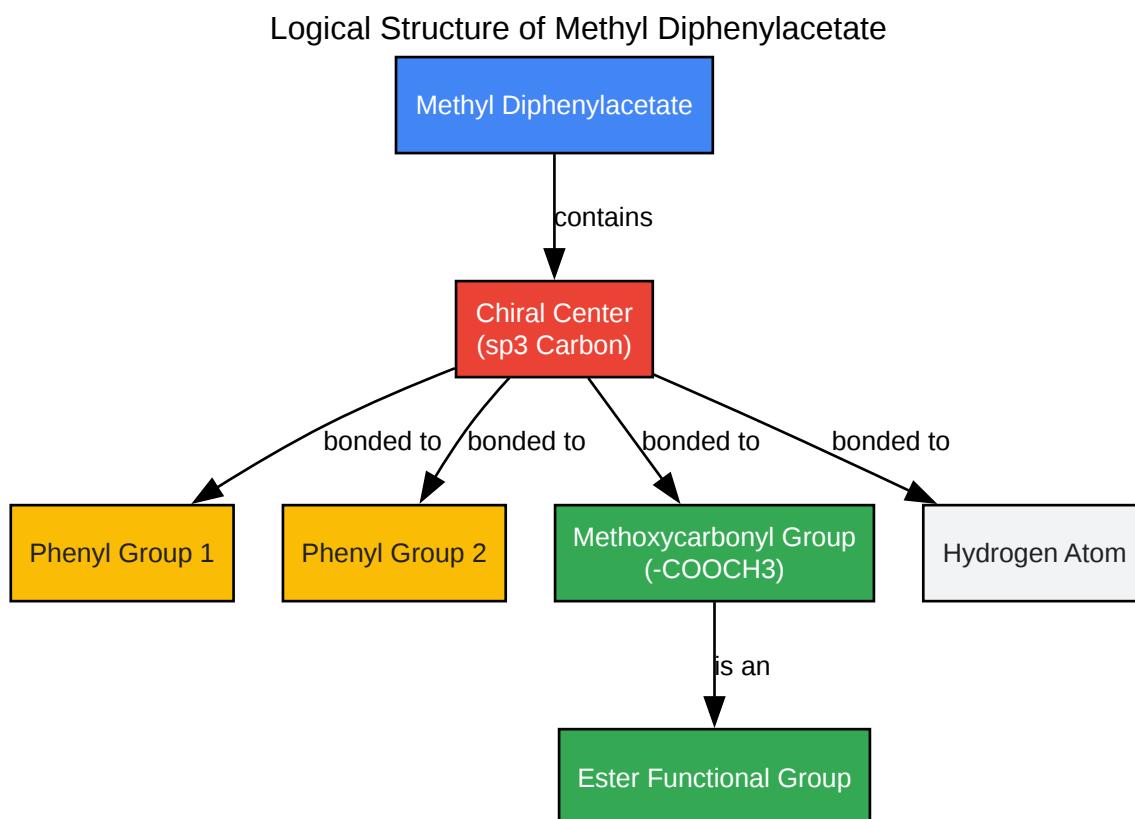 Logical Structure of Methyl Diphenylacetate
Methyl Diphenylacetate
contains
Chiral Center
(sp3 Carbon)
bonded to
bonded to
bonded to
bonded to
Phenyl Group 1
Phenyl Group 2
Methoxycarbonyl Group
(-COOCH3)
Hydrogen Atom
is an
Ester Functional Group